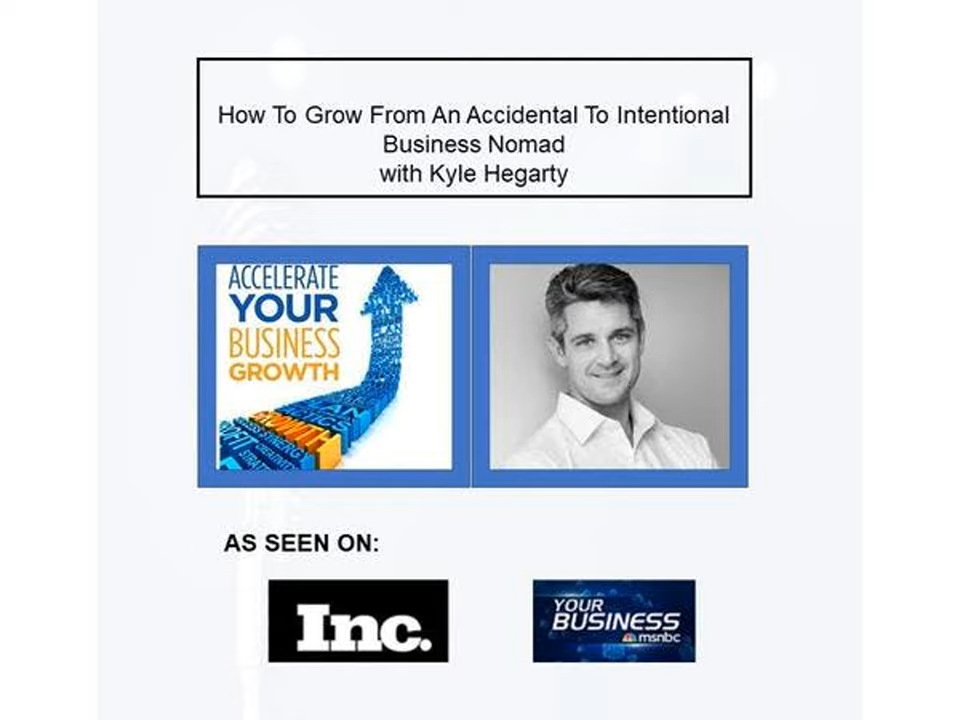 How To Grow From An Accidental To Intentional
Business Nomad
with Kyle Hegarty
ACCELERATE
YOUR
BUSINESS
GROWTH
GROWTH
AS SEEN ON:
Inc.
YOUR
BUSINESS
msnbc